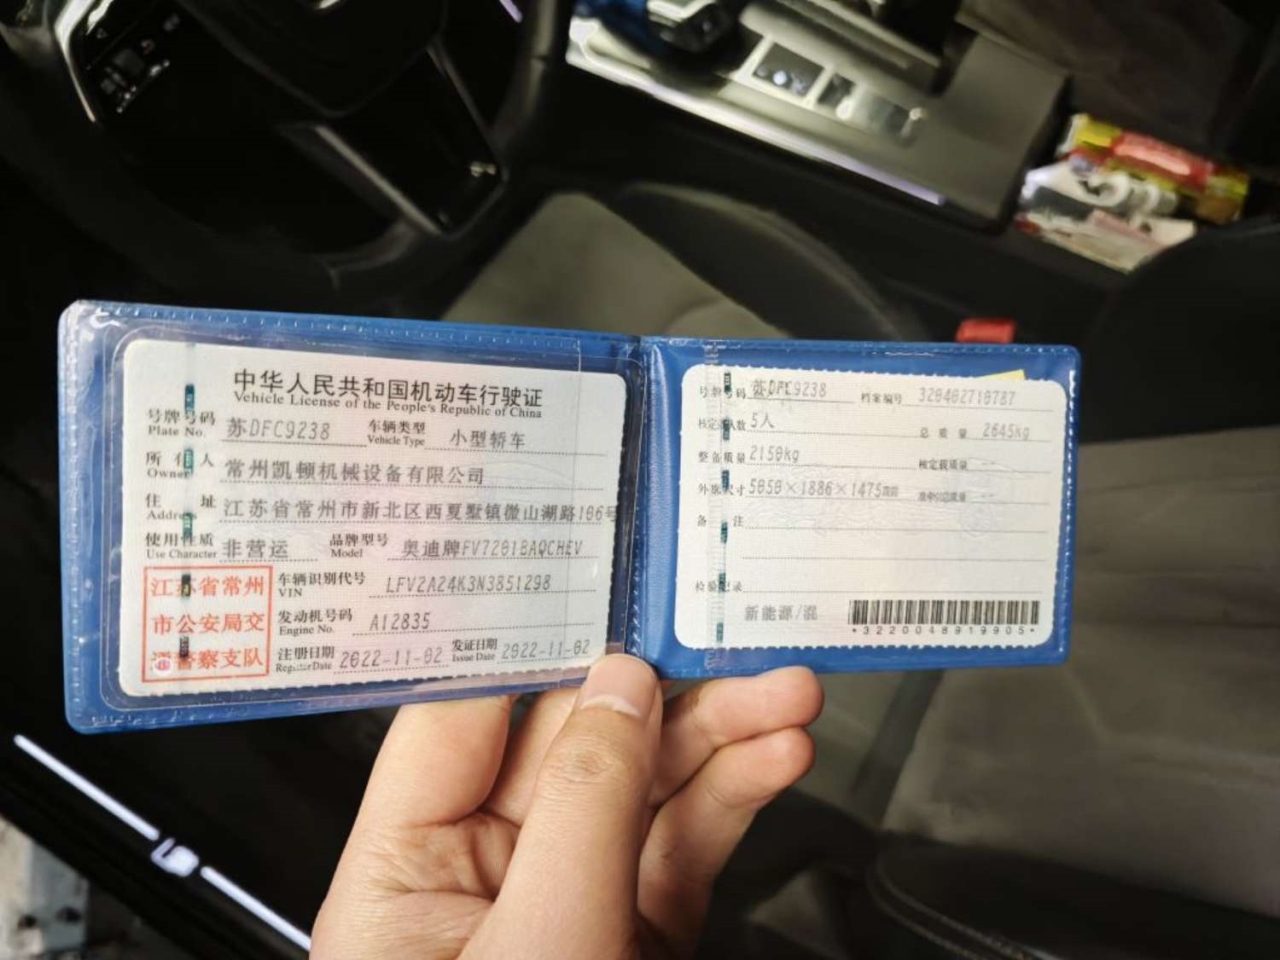 中华人民共和国机动车行驶证
Vehicle License of the People's Republic of China
号牌号码 苏DFC9238 车辆类型 小型轿车
Plate No. Vehicle Type
所有人 常州凯顿机械设备有限公司
Owner
住址 江苏省常州市新北区西夏墅镇微山湖路106号
Address
使用性质 非营运 品牌型号 奥迪牌FV7201BAQCHEV
Use Character Model
江苏省常州
市公安局交
通警察支队
车辆识别代号 LFV2A24K3N3851298
VIN
发动机号码 A12835
Engine No.
注册日期 2022-11-02 发证日期 2022-11-02
Register Date Issue Date
号牌号码 苏DFC9238 档案编号 320402710787
核定人数 5人 总质量 2645kg
整备质量 2150kg 核定载质量 --
外廓尺寸 5050×1886×1475mm 准牵引总质量 --
备注
检验记录
新能源/混
*3220048919905*